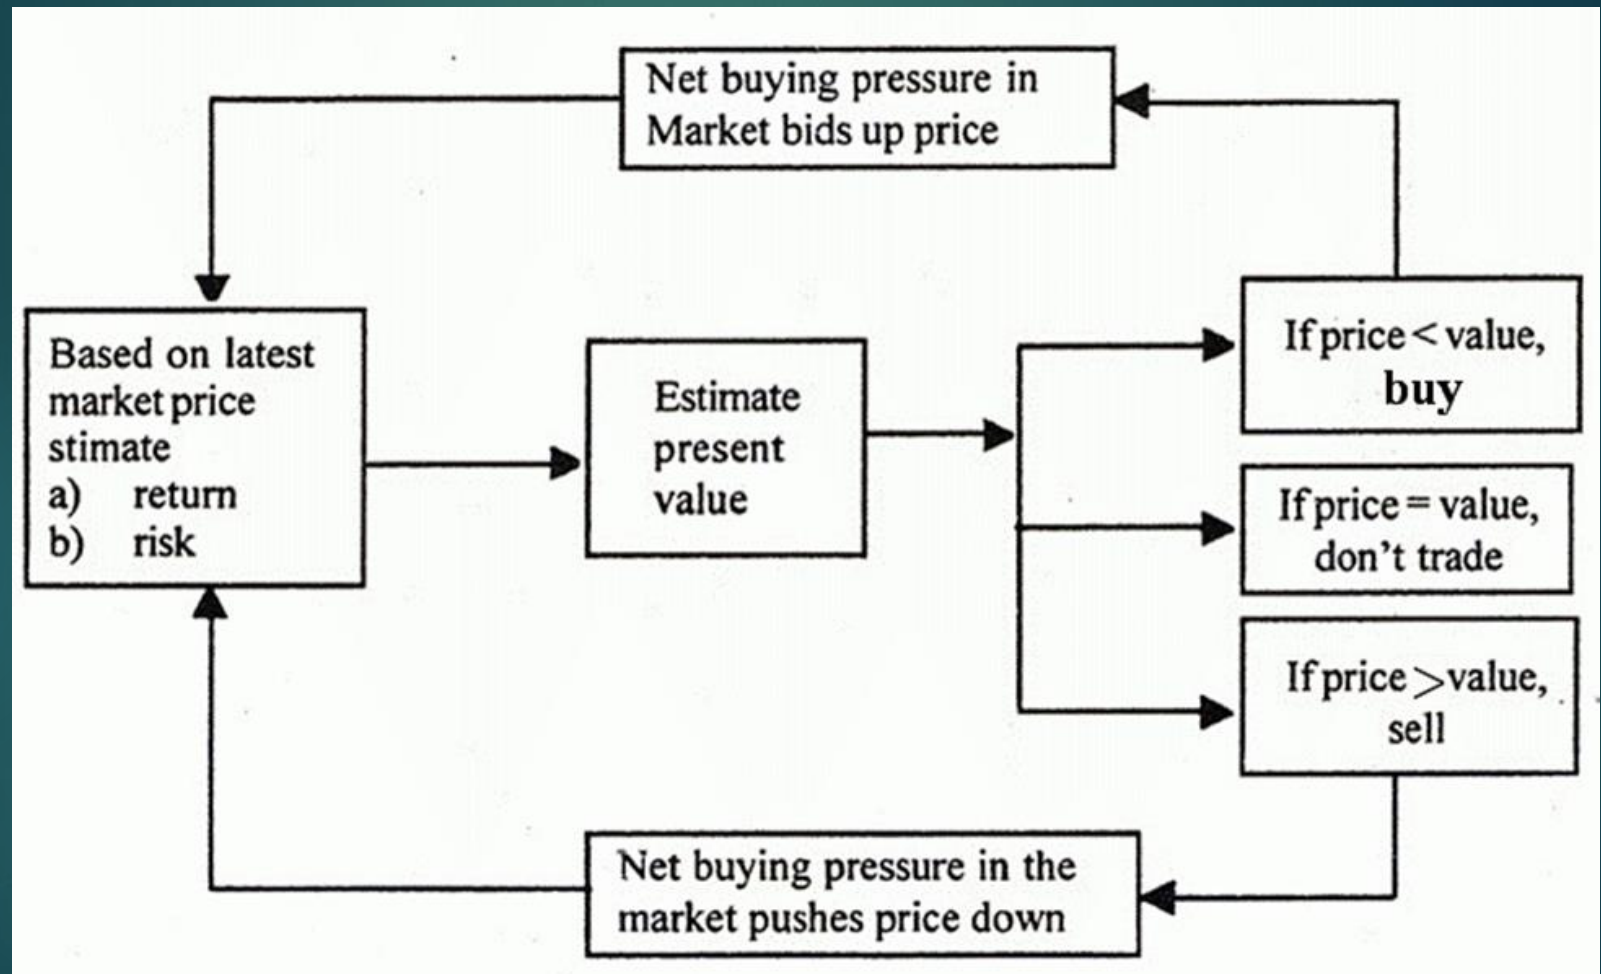 Net buying pressure in
Market bids up price
Based on latest
market price
stimate
a) return
b) risk
Estimate
present
value
If price < value,
buy
If price = value,
don't trade
If price > value,
sell
Net buying pressure in the
market pushes price down